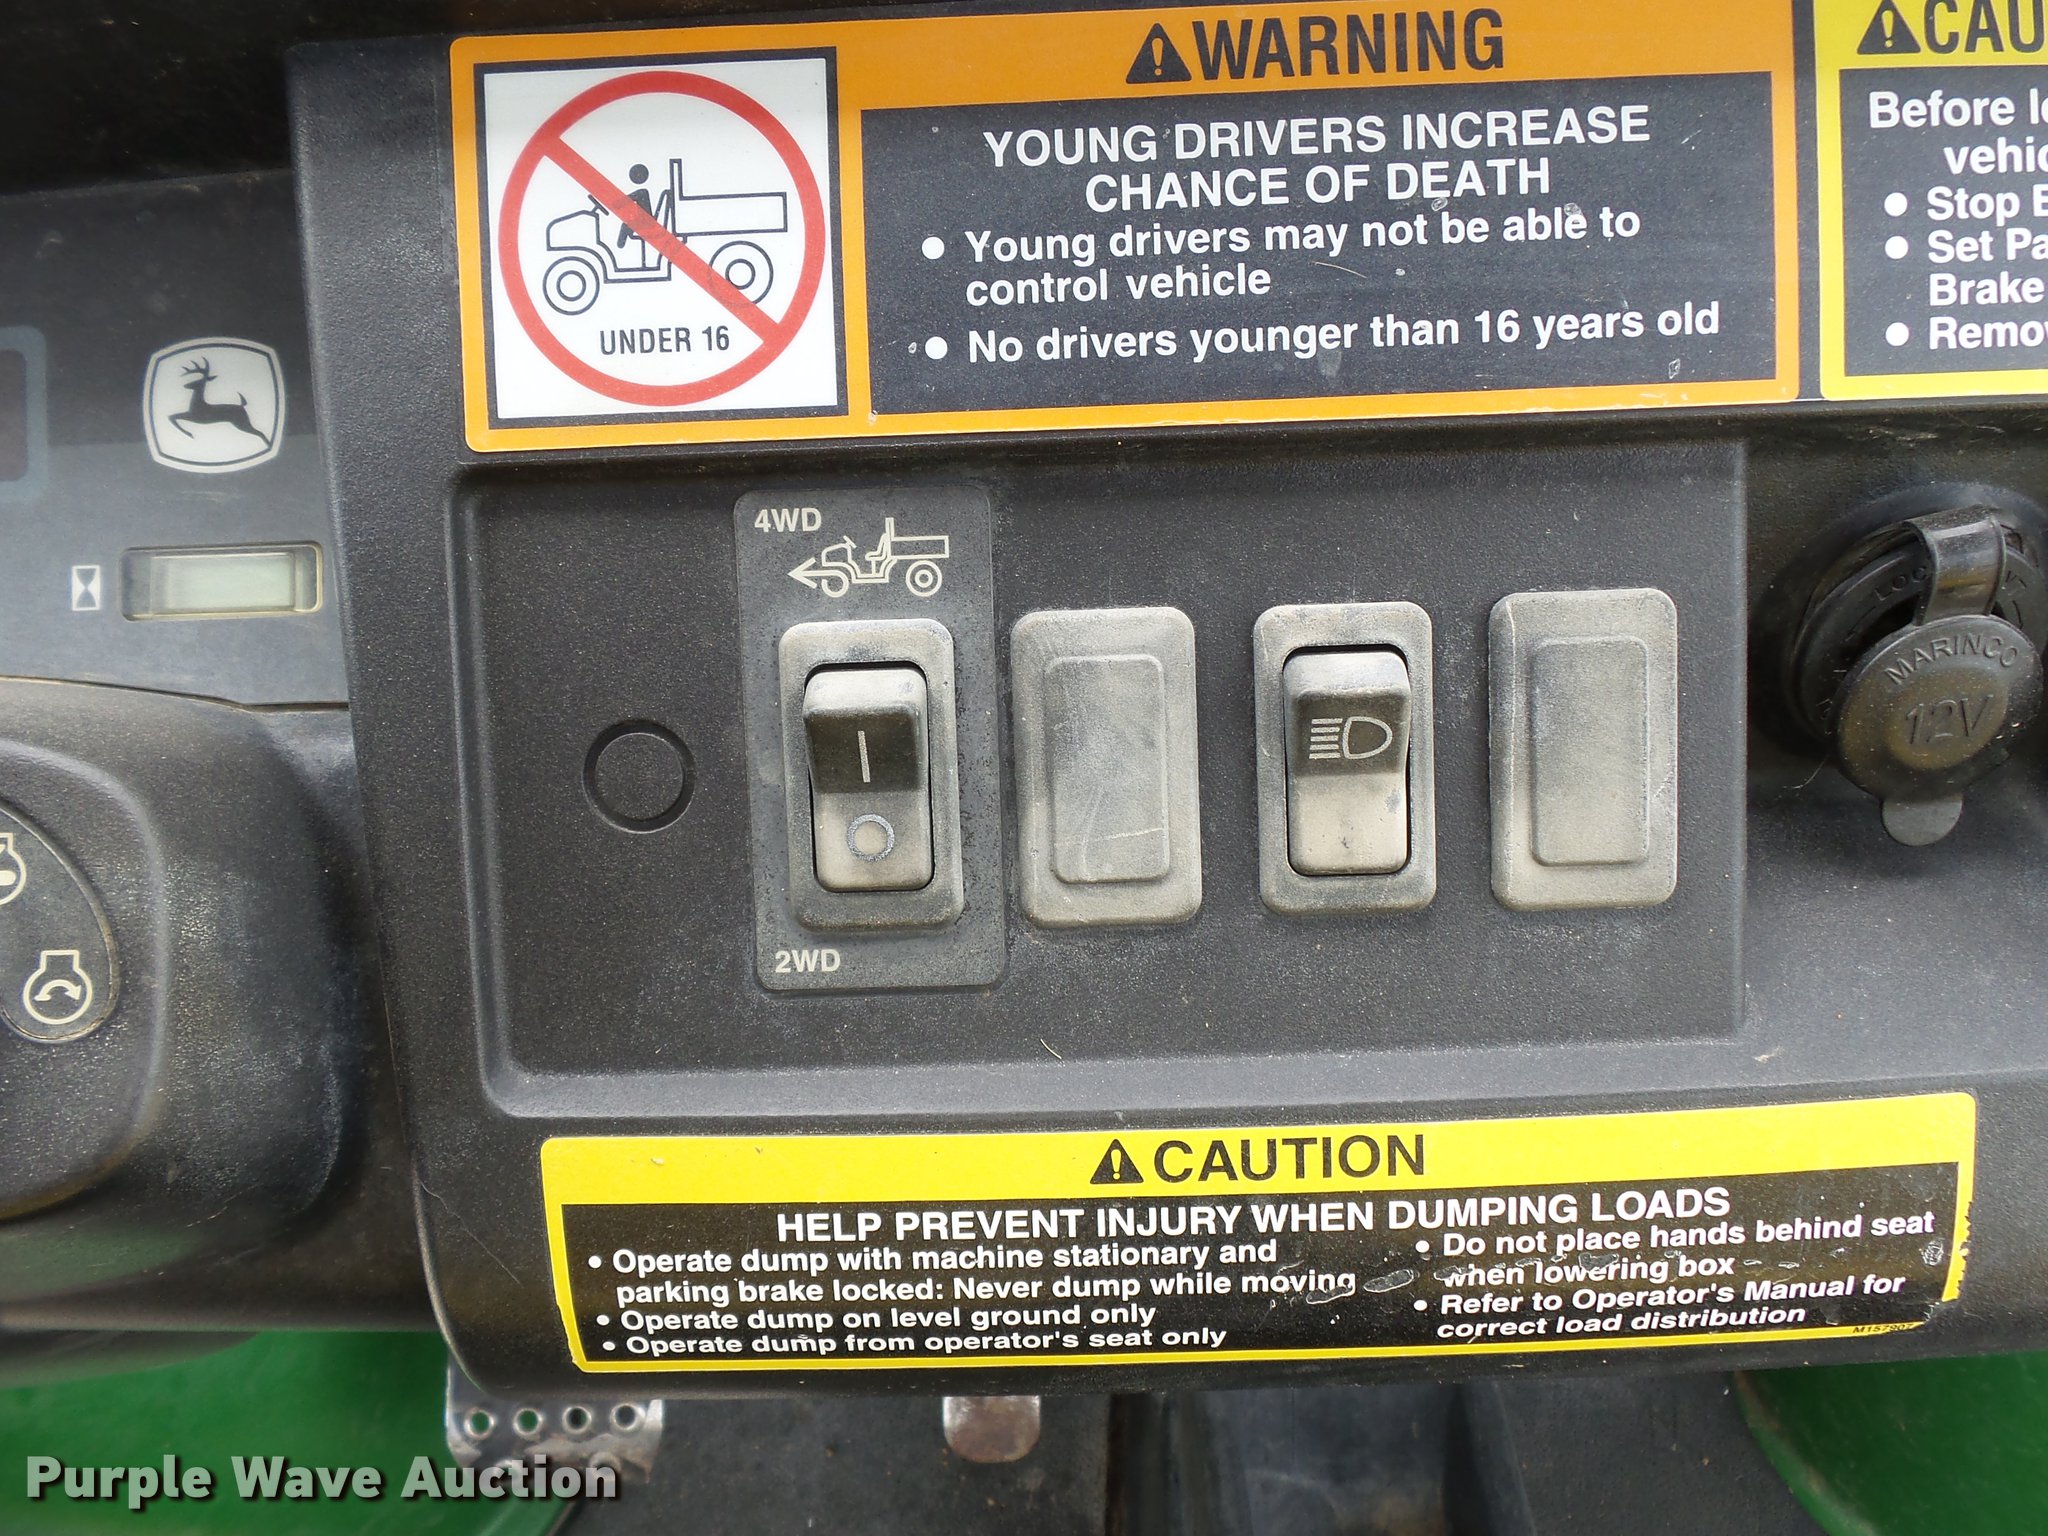 WARNING
UNDER 16
YOUNG DRIVERS INCREASE
CHANCE OF DEATH
• Young drivers may not be able to
control vehicle
• No drivers younger than 16 years old
Before
• Stop
• Set
Brake
4WD
2WD
MARINCO
12V
CAUTION
HELP PREVENT INJURY WHEN DUMPING LOADS
• Operate dump with machine stationary and
parking brake locked: Never dump while moving
• Operate dump on level ground only
• Operate dump from operator's seat only
• Do not place hands behind seat
when lowering box
• Refer to Operator's Manual for
correct load distribution
Purple Wave Auction